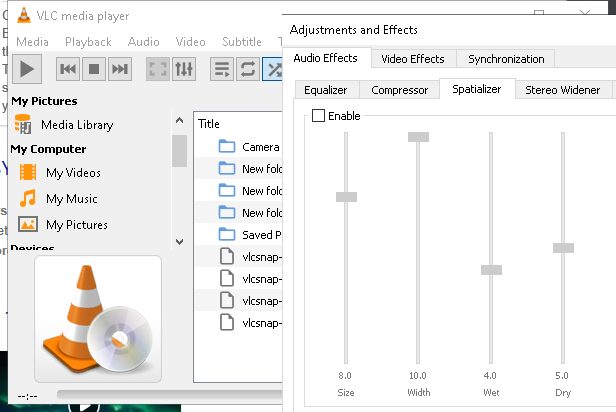 VLC media player
Media Playback Audio Video Subtitle
My Pictures
Media Library
My Computer
My Videos
My Music
My Pictures
Devices
Title
Camera
New fold
New fold
New fold
Saved P
vlcsnap-
vlcsnap-
vlcsnap-
vlcsnap-
--:--
Adjustments and Effects
Audio Effects Video Effects Synchronization
Equalizer Compressor Spatializer Stereo Widener
Enable
8.0 10.0 4.0 5.0
Size Width Wet Dry